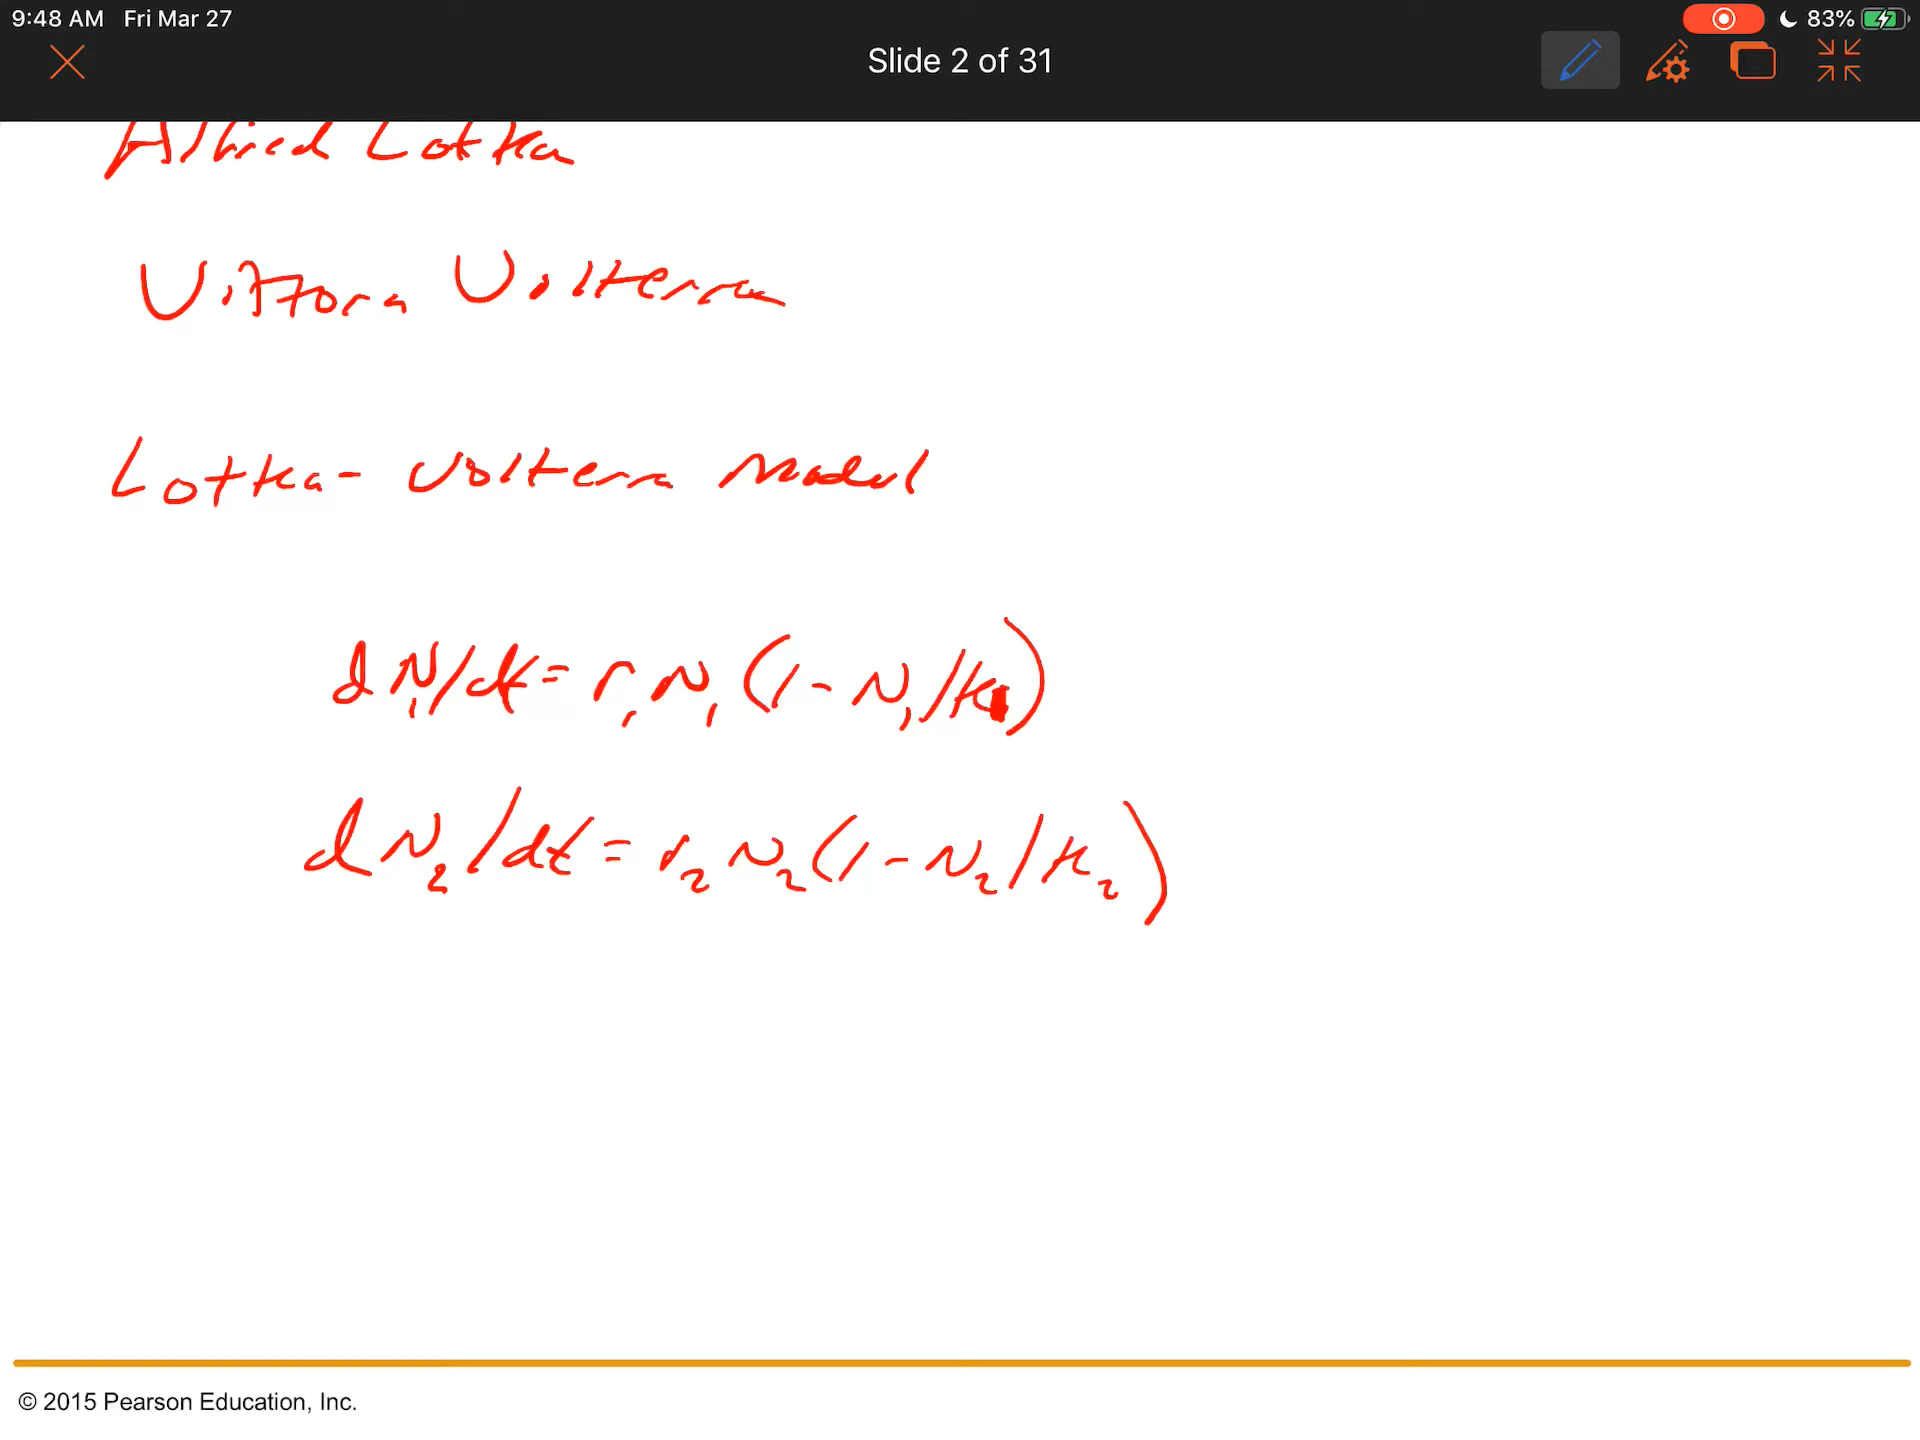 9:48 AM Fri Mar 27
83%
Slide 2 of 31
Alfred Lotka
Vittora Volterra
Lotka-Volterra Model
dN₁/dt = r₁N₁(1-N₁/K₁)
dN₂/dt = r₂N₂(1-N₂/K₂)
© 2015 Pearson Education, Inc.